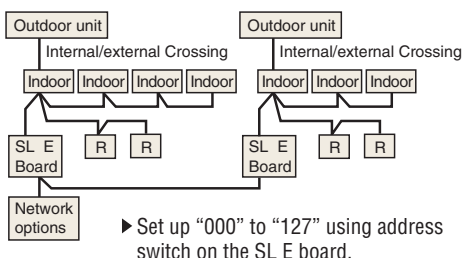 Outdoor unit
Outdoor unit
Internal/external Crossing
Internal/external Crossing
Indoor Indoor Indoor Indoor
Indoor Indoor Indoor
SL E
Board
R
R
SL E
Board
R
R
Network
options
▶ Set up “000” to “127” using address
switch on the SL E board.